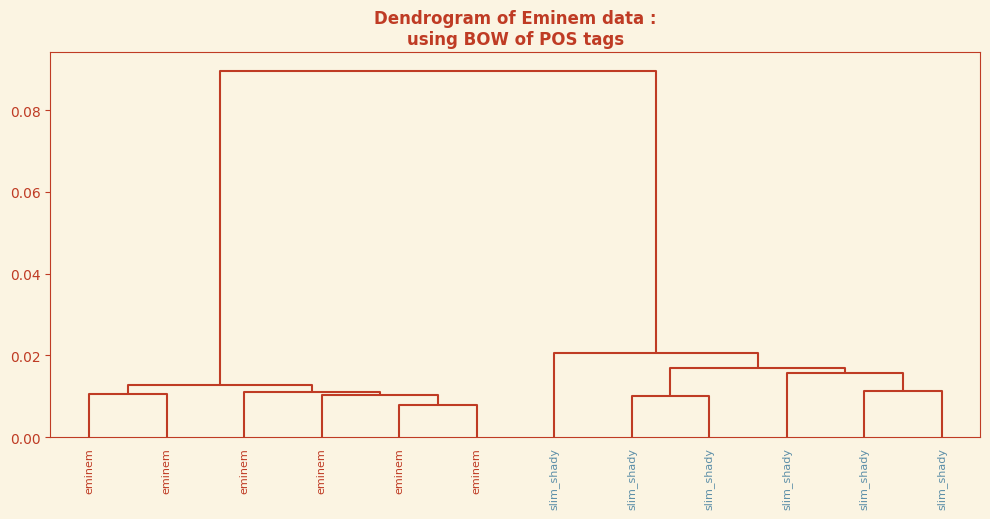 Dendrogram of Eminem data :
using BOW of POS tags
0.08
0.06
0.04
0.02
0.00
eminem
eminem
eminem
eminem
eminem
eminem
slim_shady
slim_shady
slim_shady
slim_shady
slim_shady
slim_shady